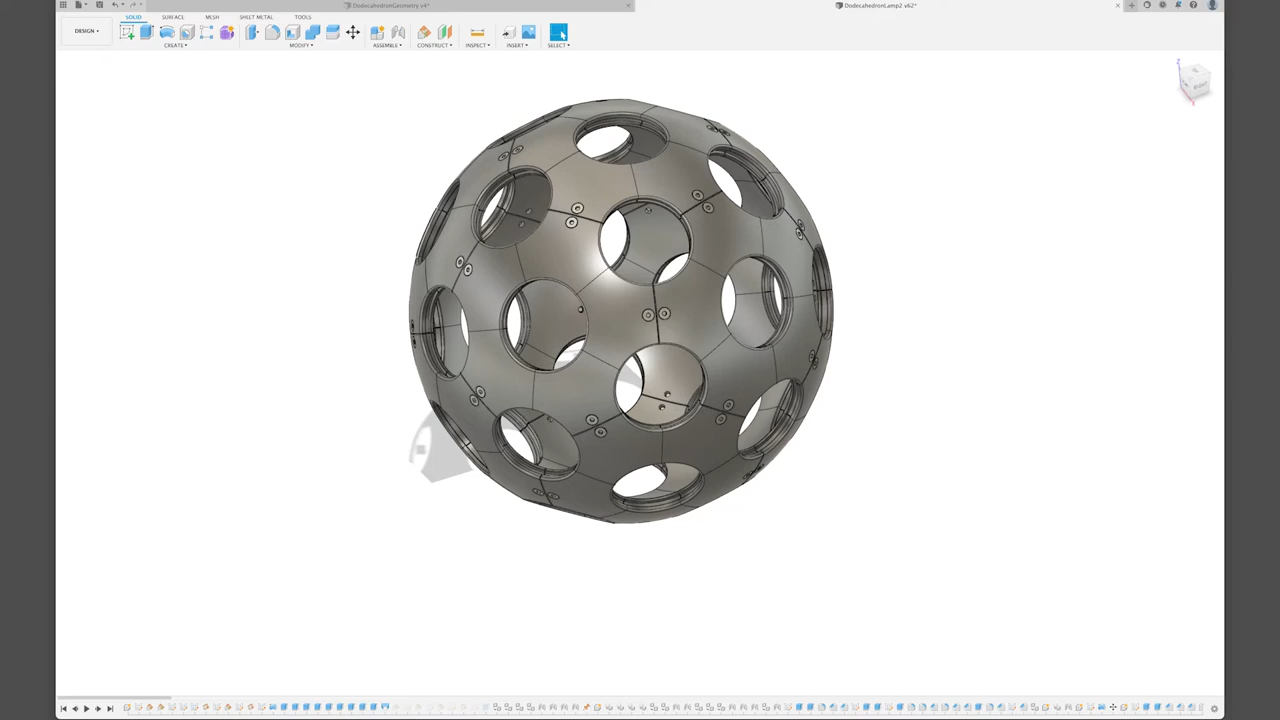 DodecahedronGeometry v4*
DodecahedronLamp2 v62*
SOLID SURFACE MESH SHEET METAL TOOLS
DESIGN
CREATE MODIFY ASSEMBLE CONSTRUCT INSPECT INSERT SELECT